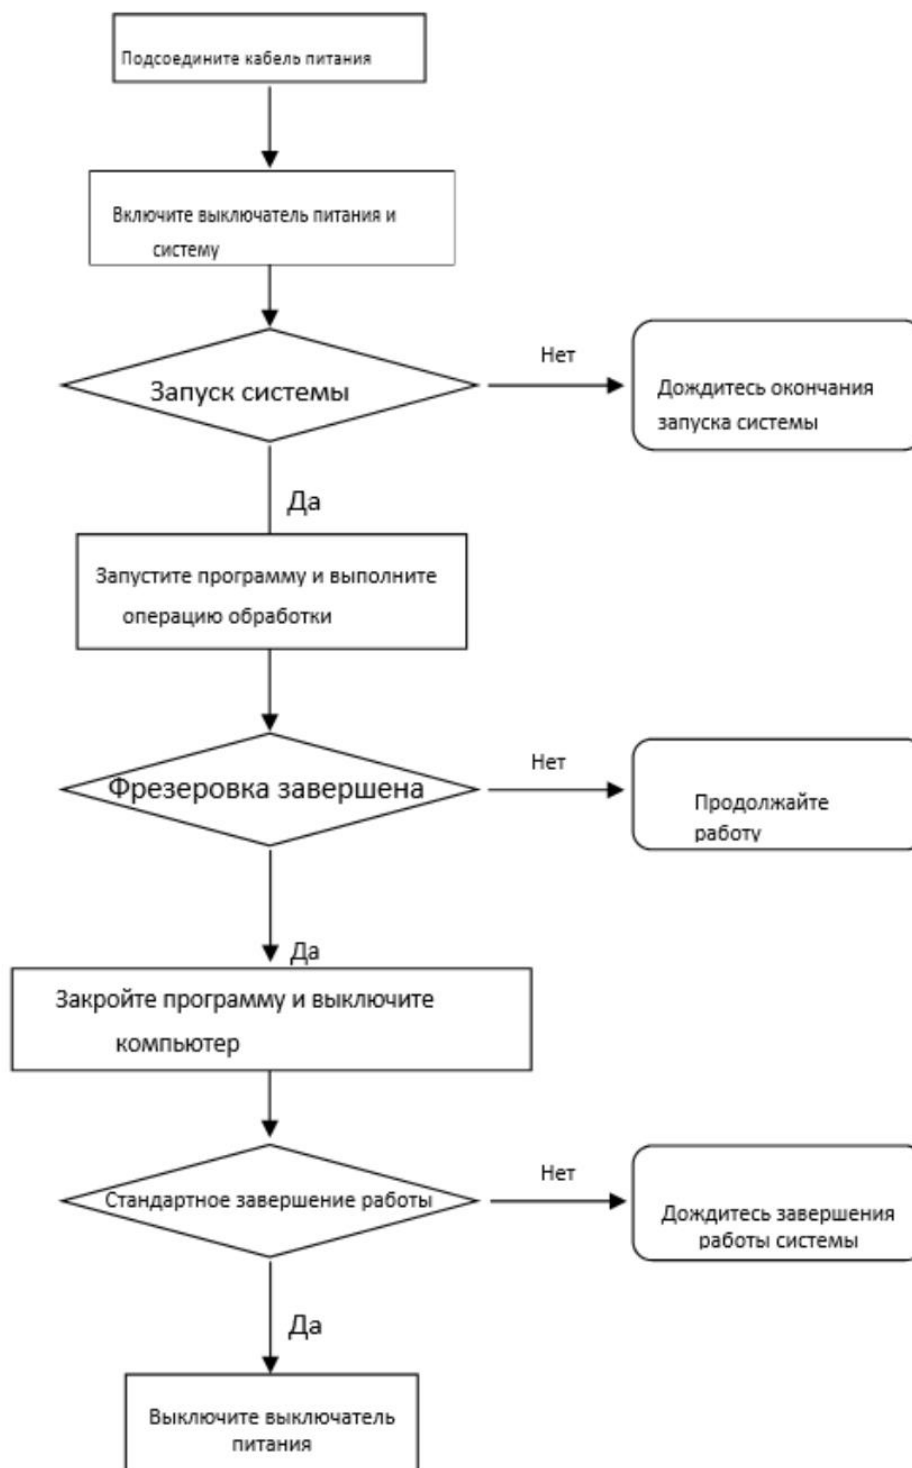 Подсоедините кабель питания
Включите выключатель питания и
систему
Запуск системы
Нет
Дождитесь окончания
запуска системы
Да
Запустите программу и выполните
операцию обработки
Фрезеровка завершена
Нет
Продолжайте
работу
Да
Закройте программу и выключите
компьютер
Стандартное завершение работы
Нет
Дождитесь завершения
работы системы
Да
Выключите выключатель
питания